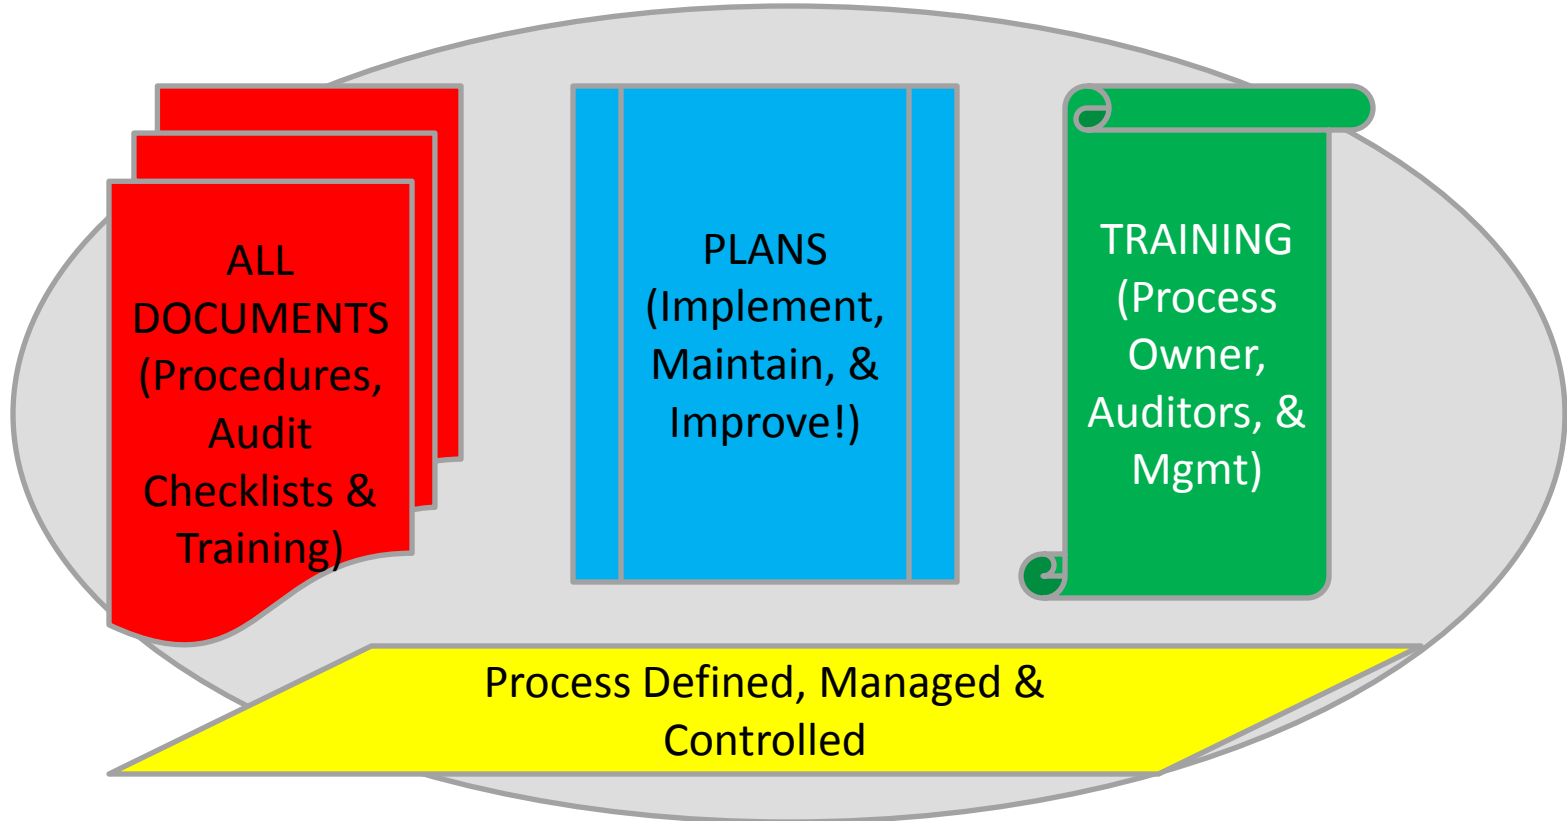 ALL
DOCUMENTS
(Procedures,
Audit
Checklists &
Training)
PLANS
(Implement,
Maintain, &
Improve!)
TRAINING
(Process
Owner,
Auditors, &
Mgmt)
Process Defined, Managed &
Controlled